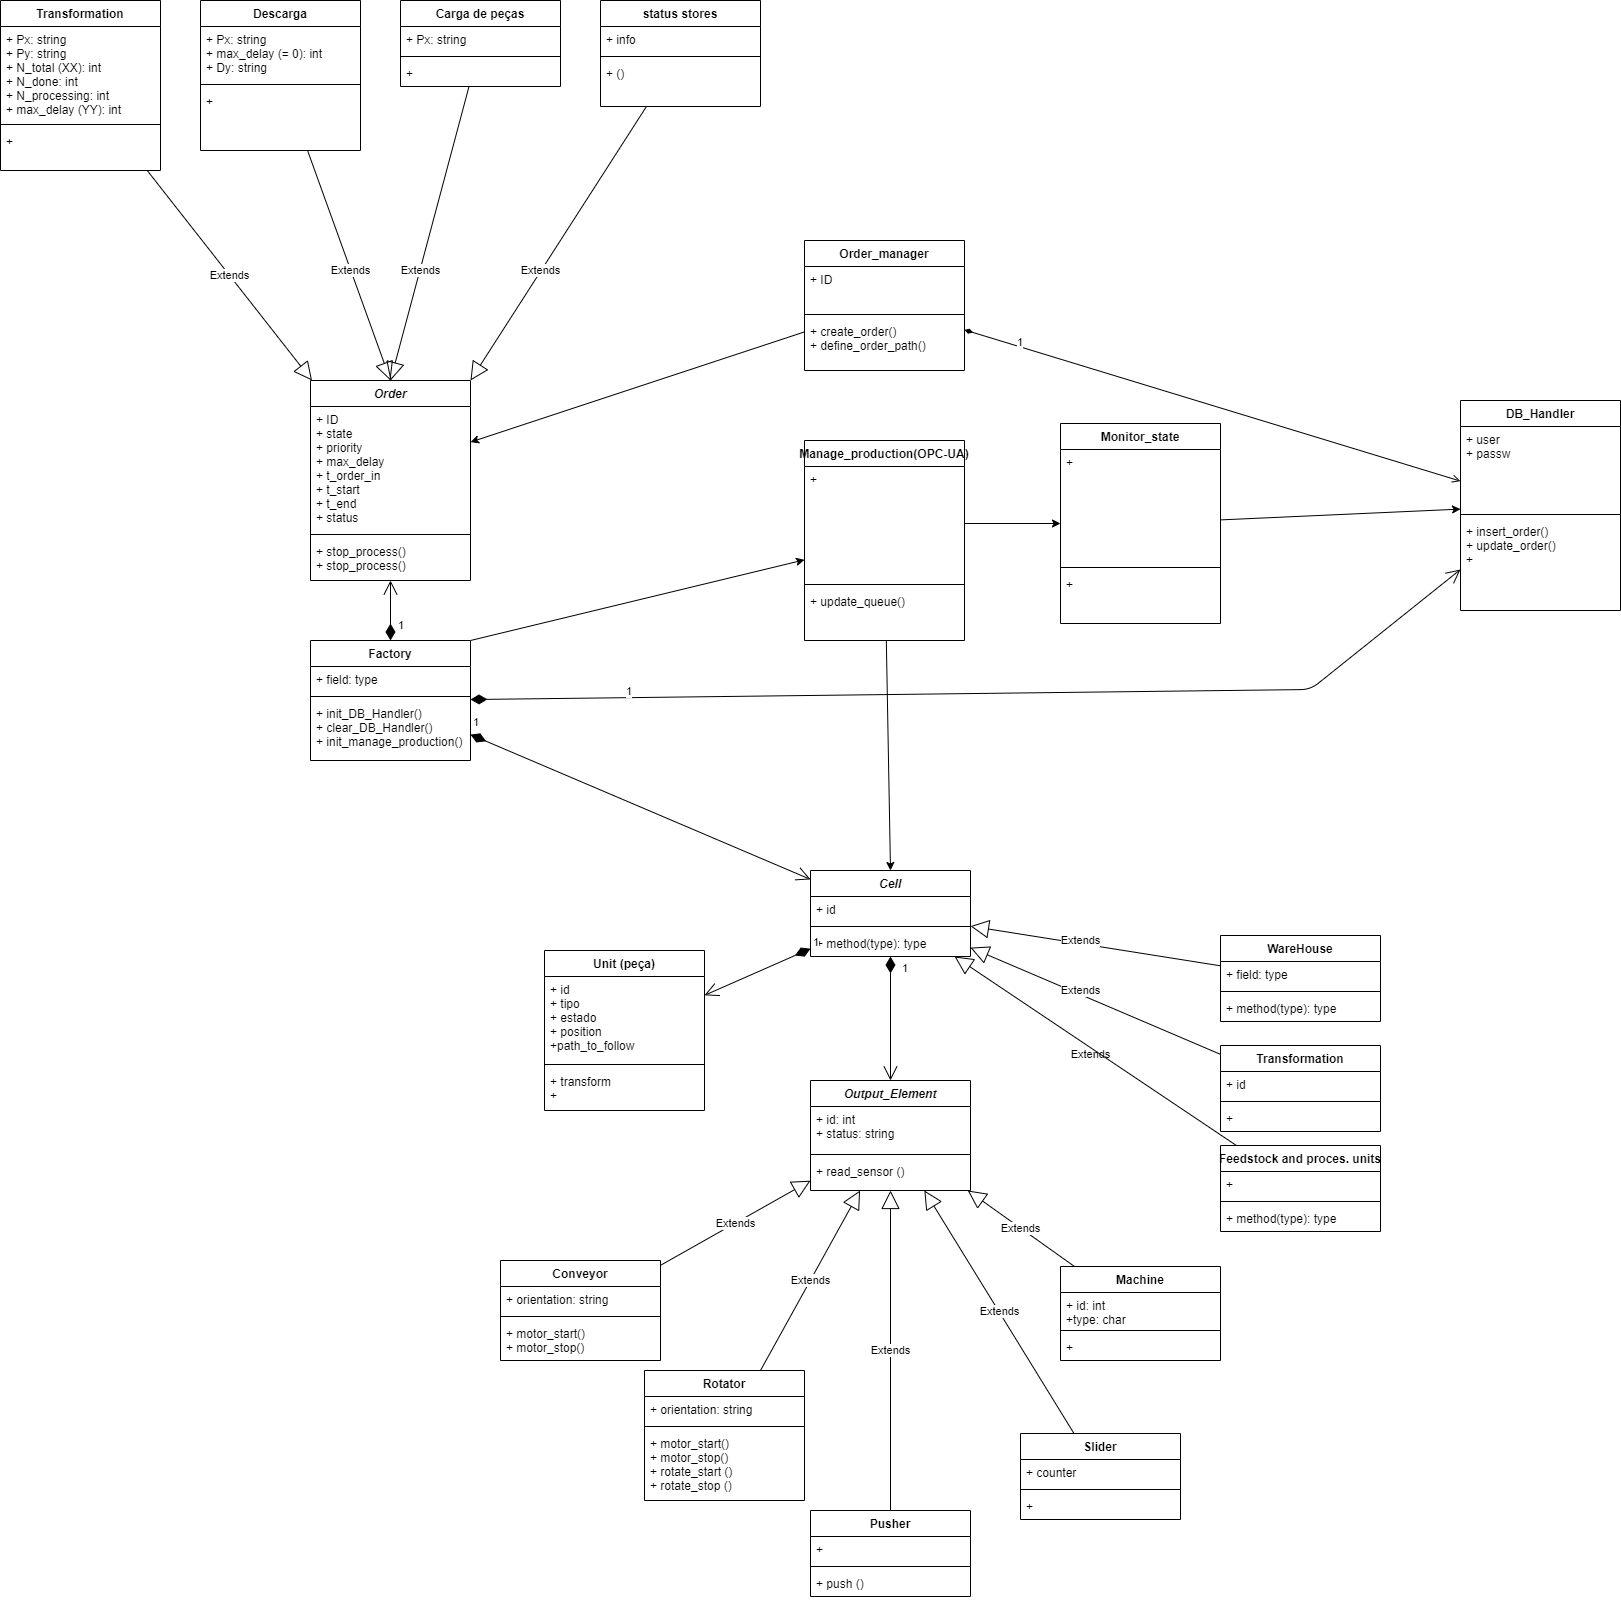 Transformation
+ Px: string
+ Py: string
+ N_total (XX): int
+ N_done: int
+ N_processing: int
+ max_delay (YY): int
+
Descarga
+ Px: string
+ max_delay (= 0): int
+ Dy: string
+
Carga de peças
+ Px: string
+
status stores
+ info
+ ()
Extends
Extends
Extends
Extends
Order_manager
+ ID
+ create_order()
+ define_order_path()
1
Order
+ ID
+ state
+ priority
+ max_delay
+ t_order_in
+ t_start
+ t_end
+ status
+ stop_process()
+ stop_process()
Manage_production(OPC-UA)
+
+ update_queue()
Monitor_state
+
+
DB_Handler
+ user
+ passw
+ insert_order()
+ update_order()
+
1
Factory
+ field: type
+ init_DB_Handler()
+ clear_DB_Handler()
+ init_manage_production()
1
1
Cell
+ id
1
+ method(type): type
1
Unit (peça)
+ id
+ tipo
+ estado
+ position
+path_to_follow
+ transform
+
Extends
Extends
Extends
WareHouse
+ field: type
+ method(type): type
Transformation
+ id
+
Feedstock and proces. units
+
+ method(type): type
Output_Element
+ id: int
+ status: string
+ read_sensor ()
Extends
Extends
Extends
Extends
Extends
Conveyor
+ orientation: string
+ motor_start()
+ motor_stop()
Machine
+ id: int
+type: char
+
Rotator
+ orientation: string
+ motor_start()
+ motor_stop()
+ rotate_start ()
+ rotate_stop ()
Slider
+ counter
+
Pusher
+
+ push ()